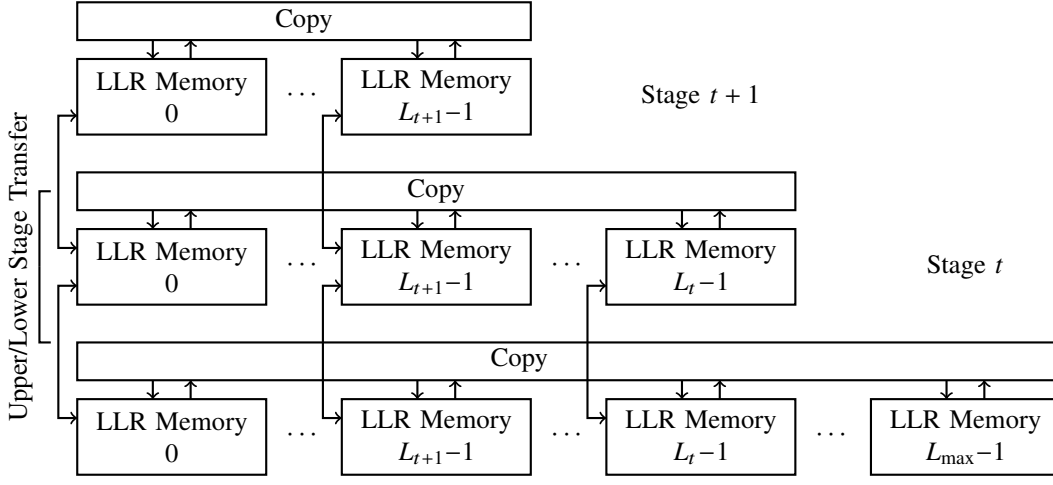 Copy
LLR Memory
0
...
LLR Memory
L_{t+1}−1
Stage t + 1
Upper/Lower Stage Transfer
Copy
LLR Memory
0
...
LLR Memory
L_{t+1}−1
...
LLR Memory
L_t−1
Stage t
Copy
LLR Memory
0
...
LLR Memory
L_{t+1}−1
...
LLR Memory
L_t−1
...
LLR Memory
L_{max}−1